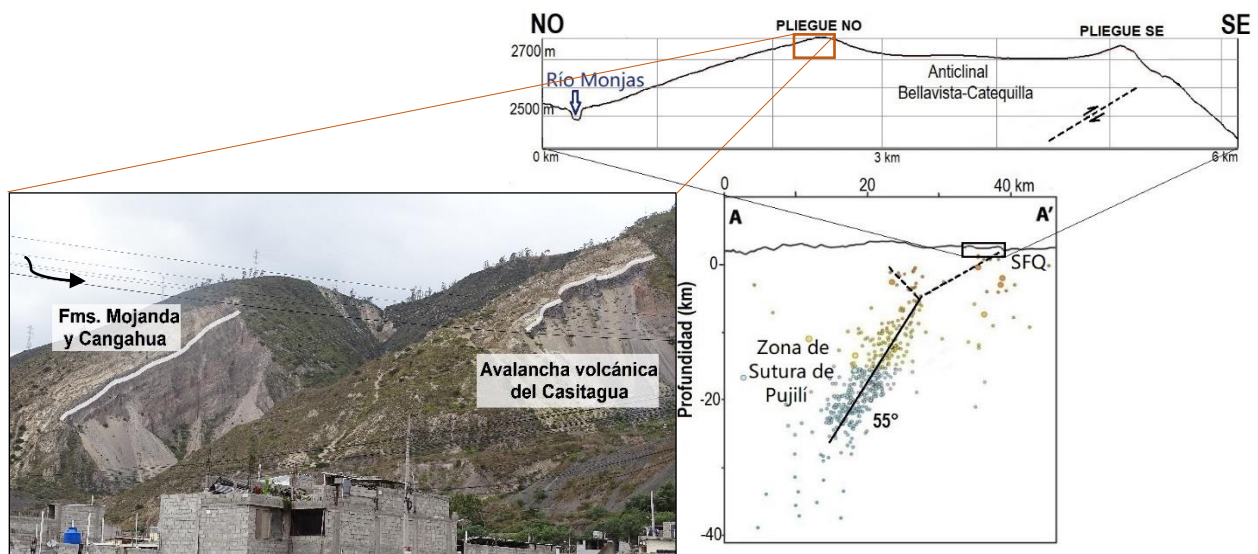 NO
PLIEGUE NO
PLIEGUE SE
SE
2700 m
Río Monjas
Anticlinal
Bellavista-Catequilla
2500 m
0 km
3 km
6 km
0
20
40 km
A
A'
0
SFQ
Fms. Mojanda
y Cangahua
Avalancha volcánica
del Casitagua
Profundidad (km)
Zona de
Sutura de
Pujilí
-20
55°
-40